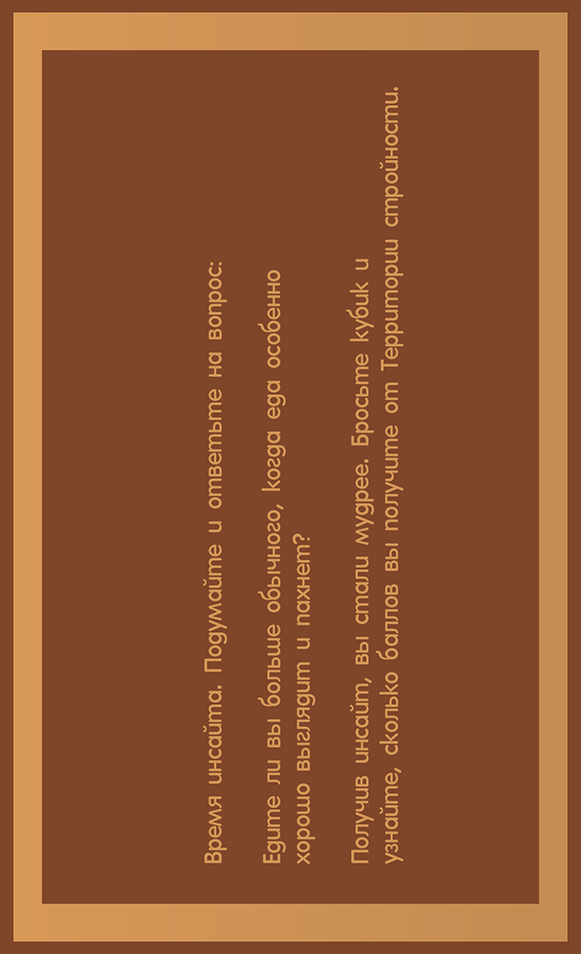 Время инсайта. Подумайте и ответьте на вопрос:
Едите ли вы больше обычного, когда еда особенно
хорошо выглядит и пахнет?
Получив инсайт, вы стали мудрее. Бросьте кубик и
узнайте, сколько баллов вы получите от Территории стройности.